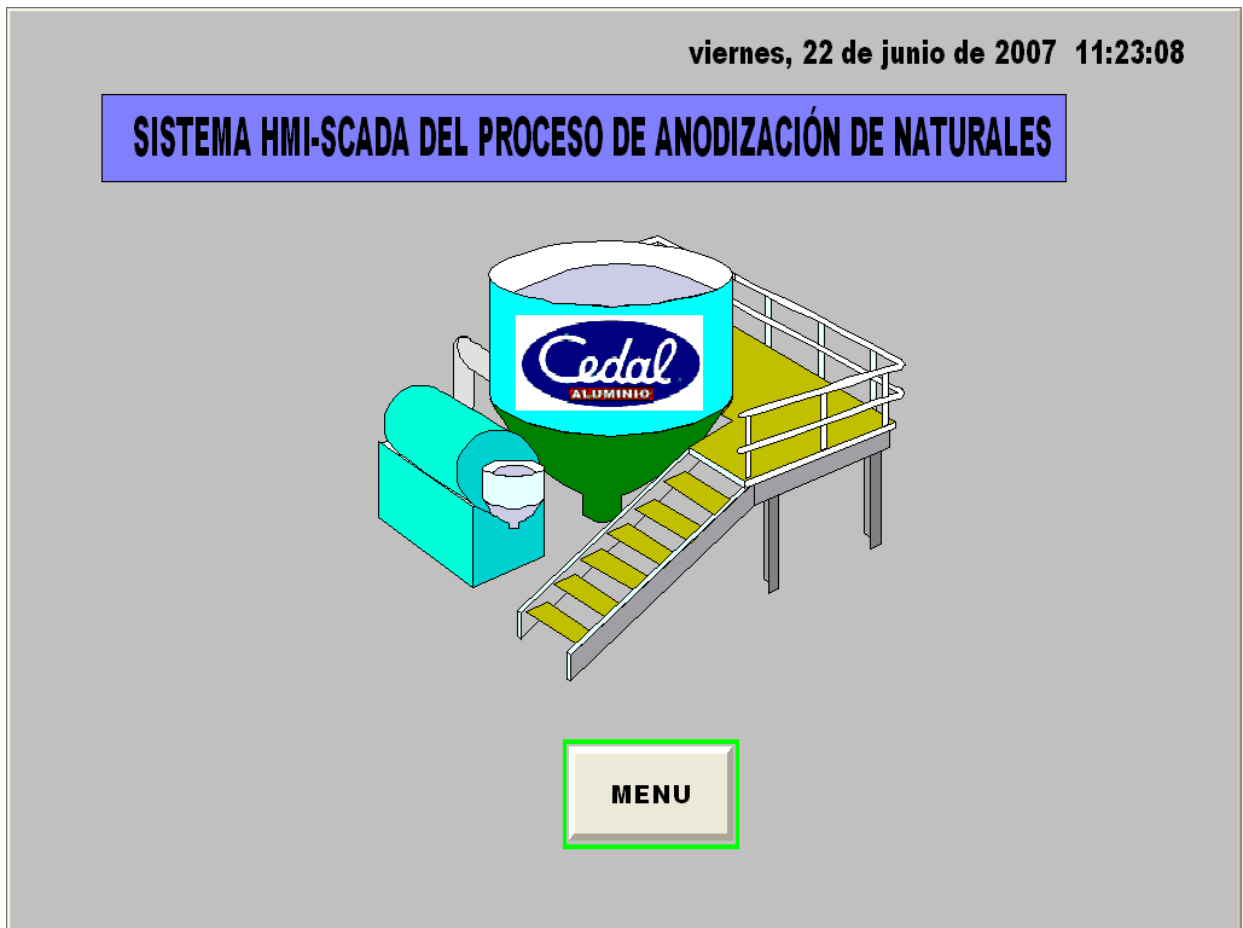 viernes, 22 de junio de 2007 11:23:08
SISTEMA HMI-SCADA DEL PROCESO DE ANODIZACIÓN DE NATURALES
Cedal
ALUMINIO
MENU